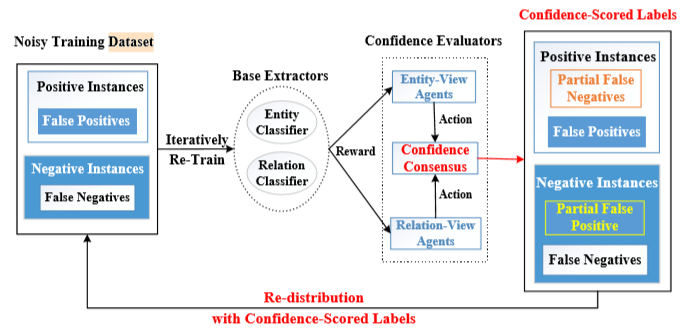 Noisy Training Dataset
Positive Instances
False Positives
Negative Instances
False Negatives
Iteratively
Re-Train
Base Extractors
Entity
Classifier
Relation
Classifier
Reward
Confidence Evaluators
Entity-View
Agents
Action
Confidence
Consensus
Action
Relation-View
Agents
Confidence-Scored Labels
Positive Instances
Partial False
Negatives
False Positives
Negative Instances
Partial False
Positive
False Negatives
Re-distribution
with Confidence-Scored Labels